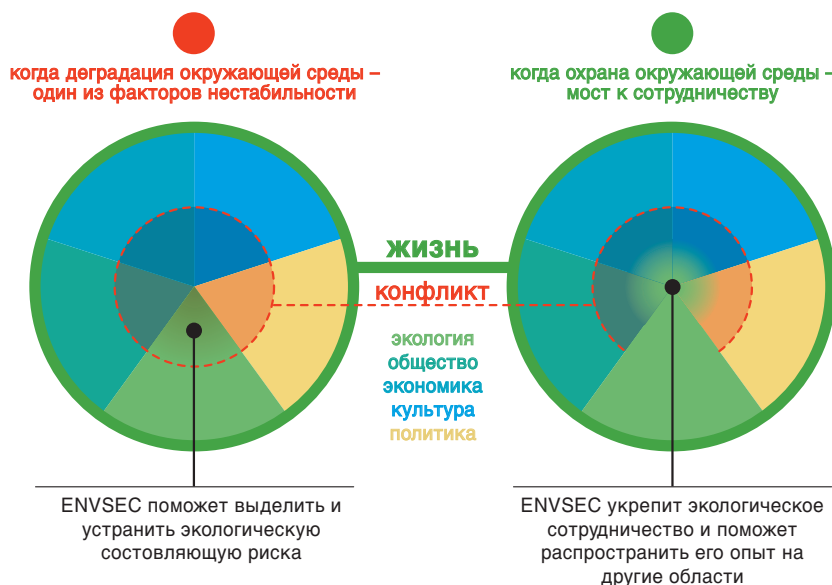 когда деградация окружающей среды –
один из факторов нестабильности
когда охрана окружающей среды –
мост к сотрудничеству
жизнь
конфликт
экология
общество
экономика
культура
политика
ENVSEC поможет выделить и
устранить экологическую
состовляющую риска
ENVSEC укрепит экологическое
сотрудничество и поможет
распространить его опыт на
другие области